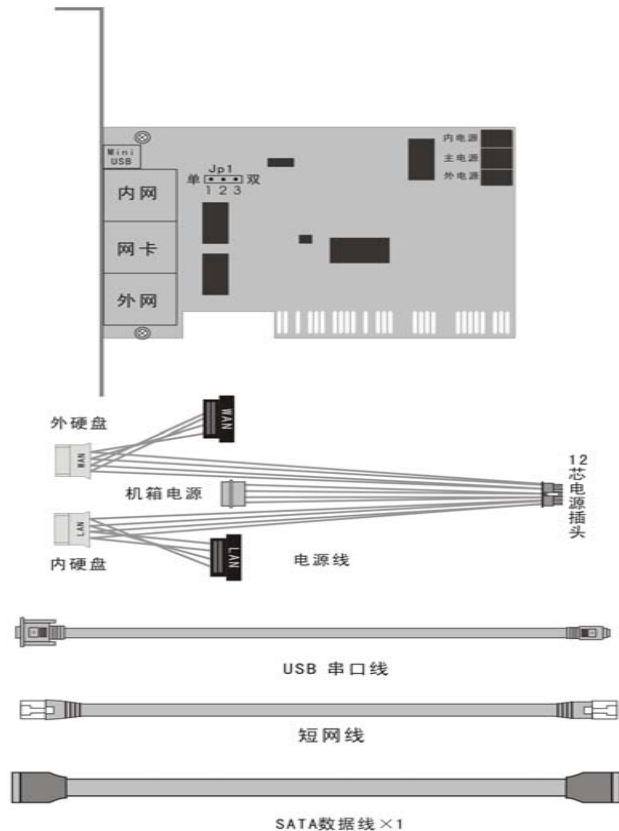 Mini
USB
内网
网卡
外网
Jp1
单 双
1 2 3
内电源
主电源
外电源
外硬盘
WAN
WAN
机箱电源
12芯电源插头
LAN
LAN
内硬盘
电源线
USB 串口线
短网线
SATA数据线×1